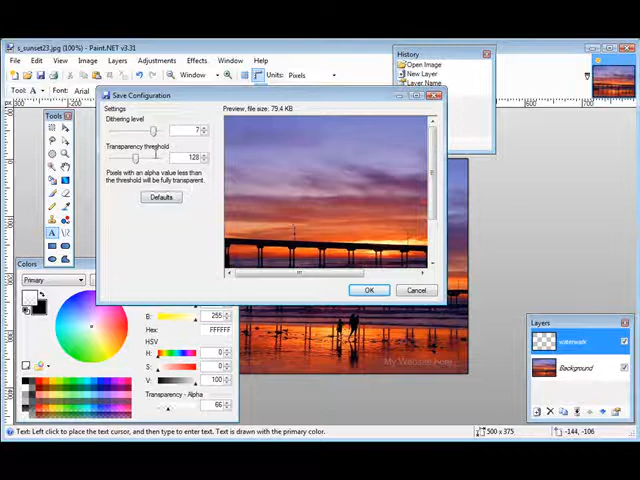 s_sunset23.jpg (100%) - Paint.NET v3.31
File Edit View Image Layers Adjustments Effects Window Help
Window Units: Pixels
Tool: Font: Arial
History
Open Image
New Layer
Layer Name
Tools
Save Configuration
Settings
Dithering level
7
Transparency threshold
128
Pixels with an alpha value less than
the threshold will be fully transparent.
Defaults
Preview, file size: 79.4 KB
OK Cancel
Colors
Primary
B: 255
Hex: FFFFFF
HSV
H: 0
S: 0
V: 100
Transparency - Alpha
66
My Website.here
Layers
Background
Text: Left click to place the text cursor, and then type to enter text. Text is drawn with the primary color.
500 x 375
-144, -106